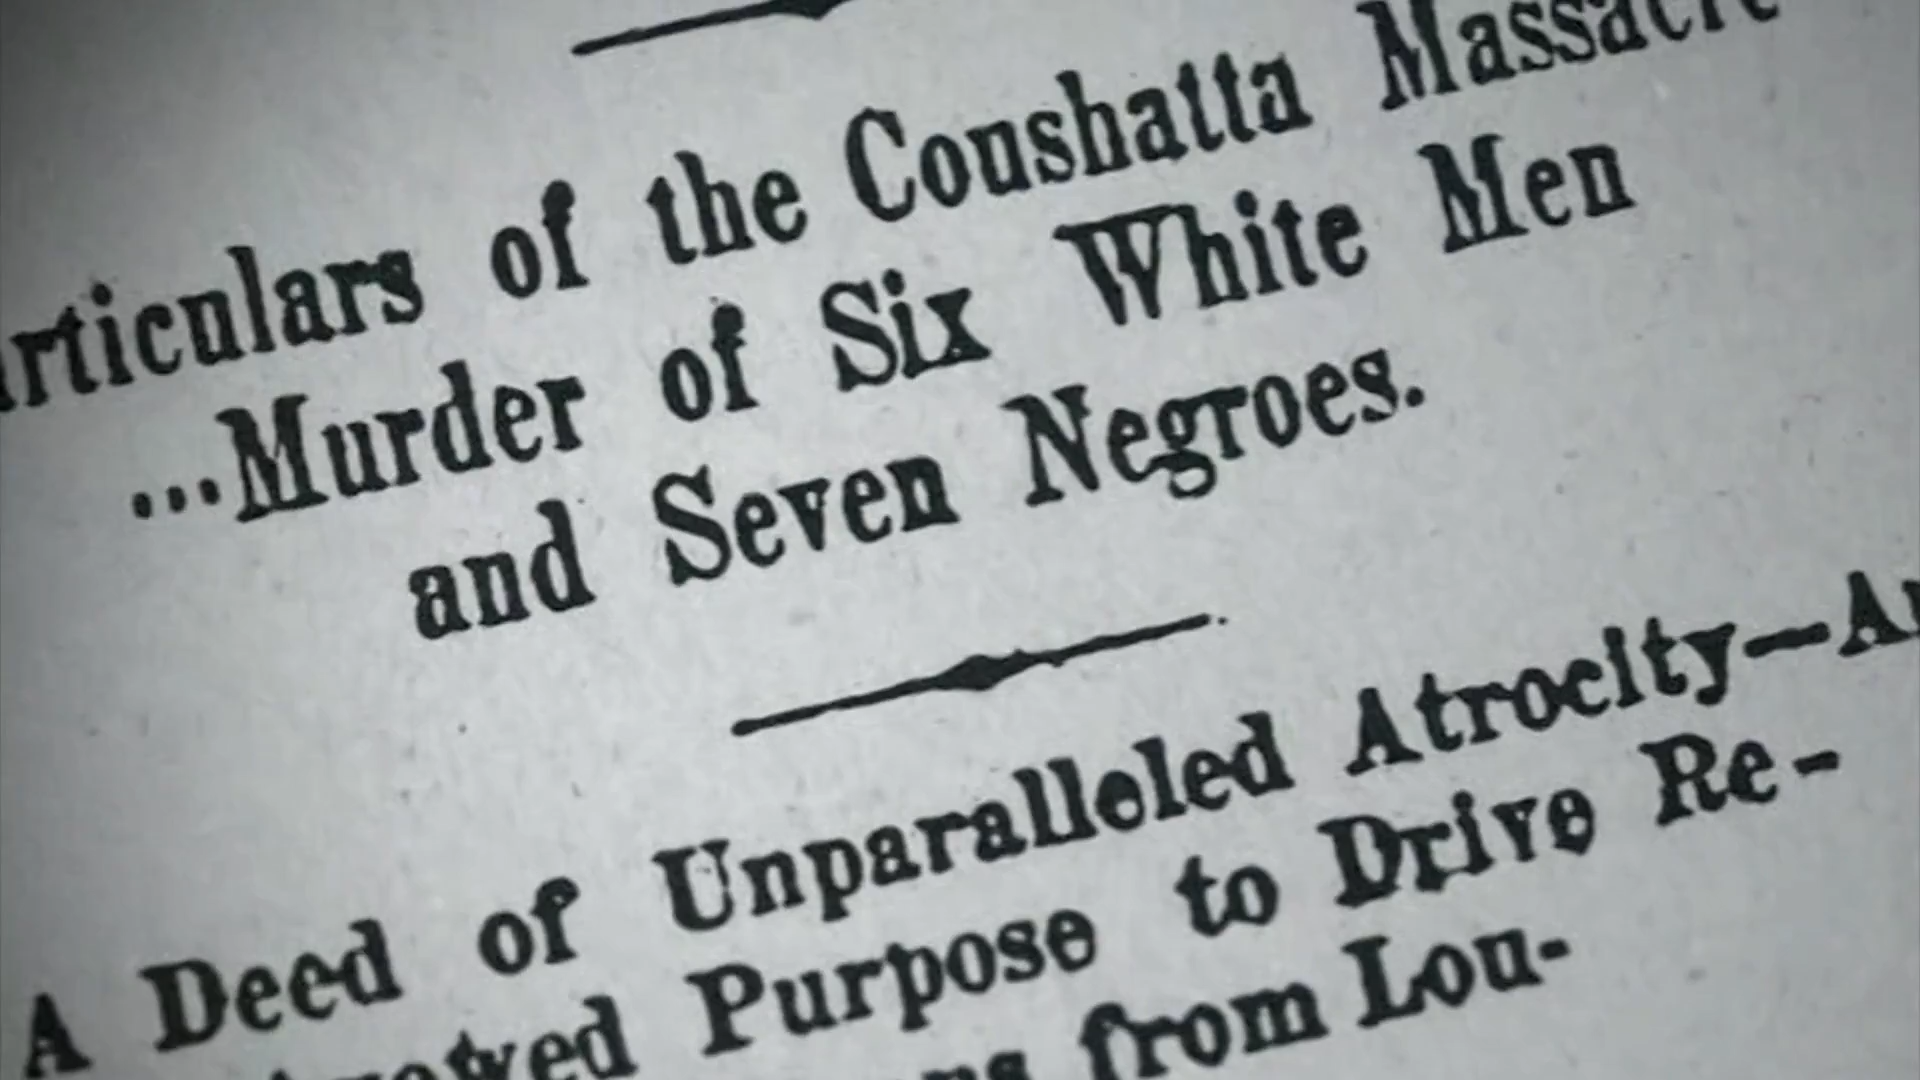 articulars of the Coushatta Massacre
...Murder of Six White Men
and Seven Negroes.
A Deed of Unparalleled Atrocity—
Purpose to Drive Re-
from Lou-